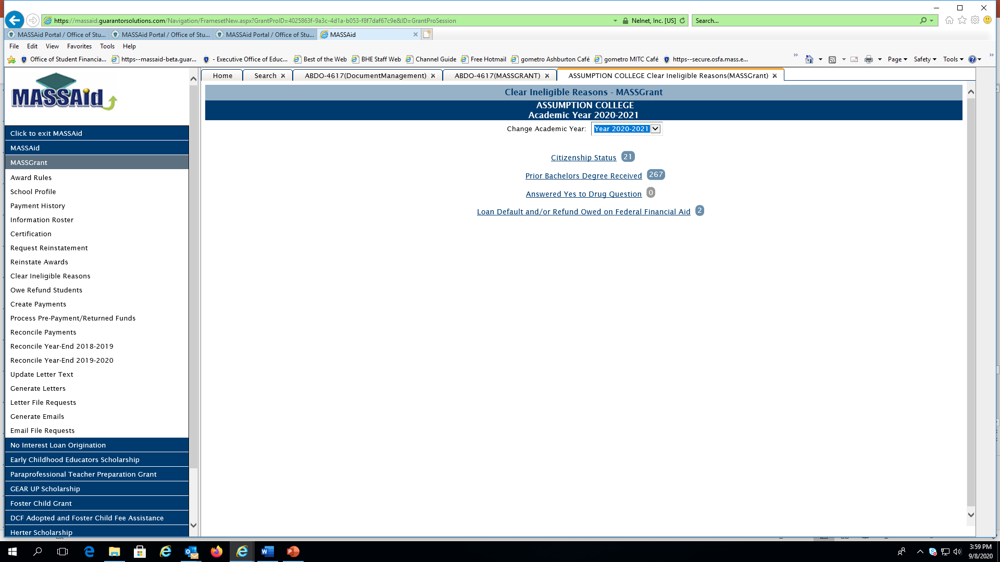 https://massaid.guarantorsolutions.com/Navigation/FramesetNew.aspx?GrantProID=4025863f-9a3c-4d1a-b053-f8f7daf67c9e&ID=GrantProSession
Nelnet, Inc. [US]
Search...
MASSAid Portal / Office of Stu...
MASSAid Portal / Office of Stu...
MASSAid Portal / Office of Stu...
MASSAid
File Edit View Favorites Tools Help
Office of Student Financia...
https--massaid-beta.guar...
- Executive Office of Educ...
Best of the Web
BHE Staff Web
Channel Guide
Free Hotmail
gometro Ashburton Café
gometro MITC Café
https--secure.osfa.mass.e...
Page Safety Tools
MASSAid
Home
Search
ABDO-4617(DocumentManagement)
ABDO-4617(MASSGRANT)
ASSUMPTION COLLEGE Clear Ineligible Reasons(MASSGrant)
Click to exit MASSAid
MASSAid
MASSGrant
Award Rules
School Profile
Payment History
Information Roster
Certification
Request Reinstatement
Reinstate Awards
Clear Ineligible Reasons
Owe Refund Students
Create Payments
Process Pre-Payment/Returned Funds
Reconcile Payments
Reconcile Year-End 2018-2019
Reconcile Year-End 2019-2020
Update Letter Text
Generate Letters
Letter File Requests
Generate Emails
Email File Requests
No Interest Loan Origination
Early Childhood Educators Scholarship
Paraprofessional Teacher Preparation Grant
GEAR UP Scholarship
Foster Child Grant
DCF Adopted and Foster Child Fee Assistance
Herter Scholarship
Clear Ineligible Reasons - MASSGrant
ASSUMPTION COLLEGE
Academic Year 2020-2021
Change Academic Year: Year 2020-2021
Citizenship Status 21
Prior Bachelors Degree Received 267
Answered Yes to Drug Question 0
Loan Default and/or Refund Owed on Federal Financial Aid 2
3:59 PM
9/8/2020